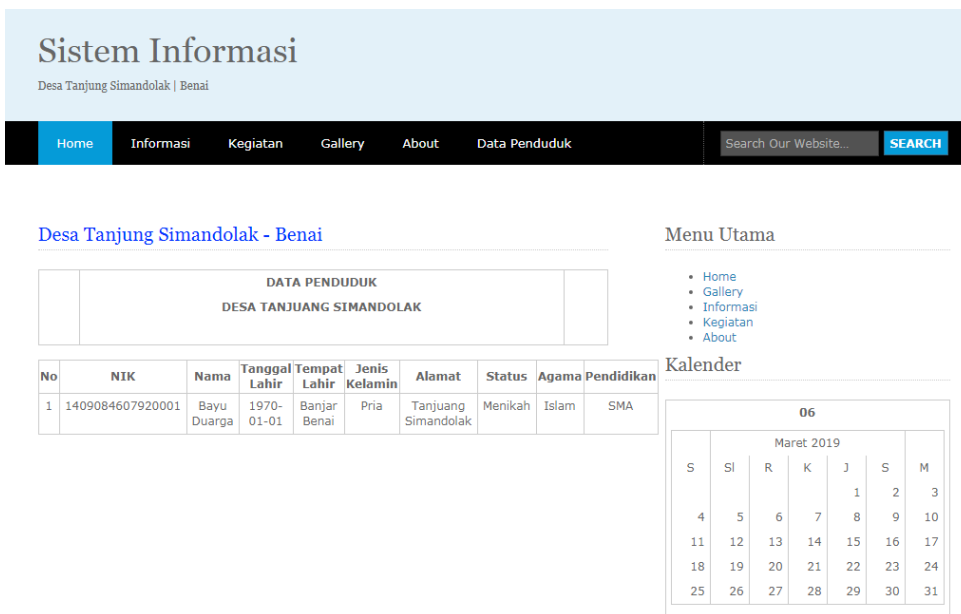 Sistem Informasi
Desa Tanjung Simandolak | Benai
Home Informasi Kegiatan Gallery About Data Penduduk Search Our Website... SEARCH
Desa Tanjung Simandolak - Benai
DATA PENDUDUK
DESA TANJUANG SIMANDOLAK
No NIK Nama Tanggal Lahir Tempat Lahir Jenis Kelamin Alamat Status Agama Pendidikan
1 1409084607920001 Bayu Duarga 1970-01-01 Banjar Benai Pria Tanjuang Simandolak Menikah Islam SMA
Menu Utama
Home
Gallery
Informasi
Kegiatan
About
Kalender
06
Maret 2019
S Sl R K J S M
1 2 3
4 5 6 7 8 9 10
11 12 13 14 15 16 17
18 19 20 21 22 23 24
25 26 27 28 29 30 31